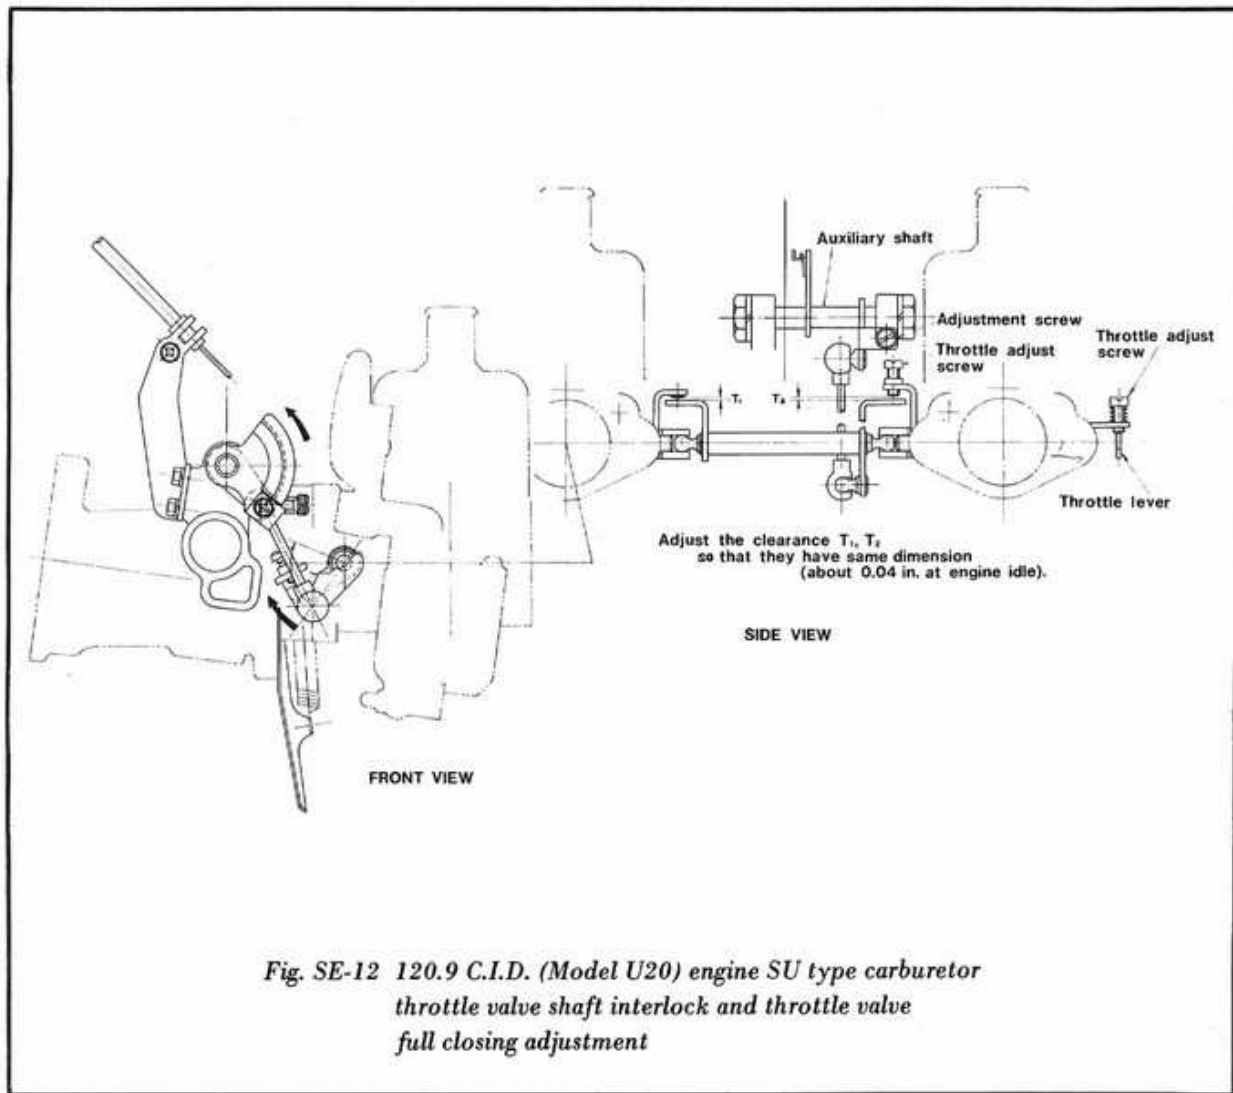 Auxiliary shaft
Adjustment screw
Throttle adjust
screw
Throttle adjust
screw
T₁
T₂
Throttle lever
Adjust the clearance T₁, T₂
so that they have same dimension
(about 0.04 in. at engine idle).
SIDE VIEW
FRONT VIEW
Fig. SE-12 120.9 C.I.D. (Model U20) engine SU type carburetor
throttle valve shaft interlock and throttle valve
full closing adjustment